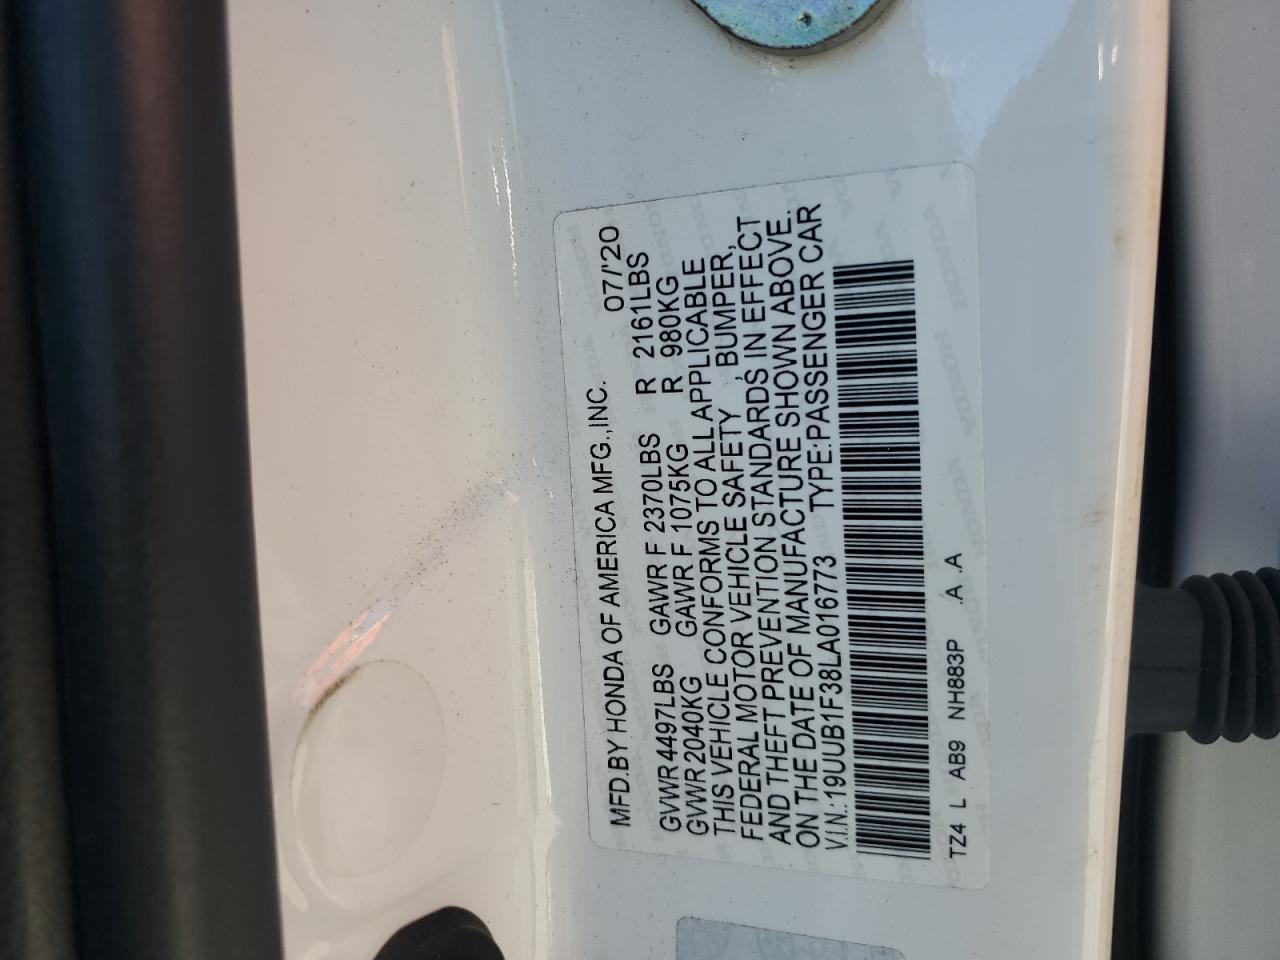 MFD.BY HONDA OF AMERICA MFG.,INC. 07/'20
GVWR 4497LBS GAWR F 2370LBS R 2161LBS
GVWR 2040KG GAWR F 1075KG R 980KG
THIS VEHICLE CONFORMS TO ALL APPLICABLE
FEDERAL MOTOR VEHICLE SAFETY , BUMPER,
AND THEFT PREVENTION STANDARDS IN EFFECT
ON THE DATE OF MANUFACTURE SHOWN ABOVE.
V.I.N.:19UUB1F38LA016773 TYPE:PASSENGER CAR
TZ4 L AB9 NH883P .A .A